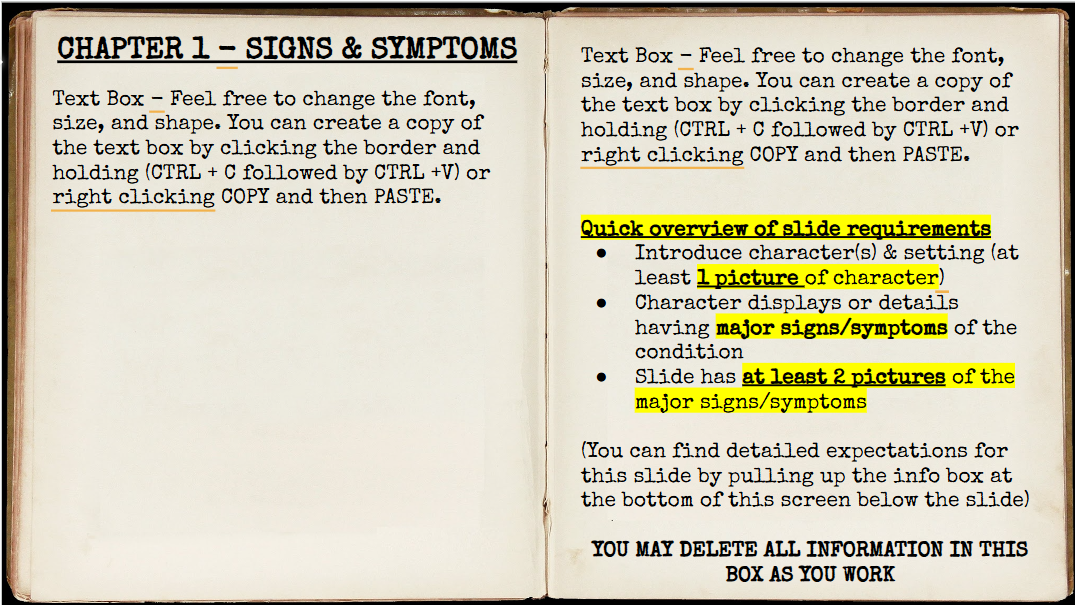 CHAPTER 1 – SIGNS & SYMPTOMS
Text Box – Feel free to change the font,
size, and shape. You can create a copy of
the text box by clicking the border and
holding (CTRL + C followed by CTRL +V) or
right clicking COPY and then PASTE.
Text Box – Feel free to change the font,
size, and shape. You can create a copy of
the text box by clicking the border and
holding (CTRL + C followed by CTRL +V) or
right clicking COPY and then PASTE.
Quick overview of slide requirements
● Introduce character(s) & setting (at
least 1 picture of character)
● Character displays or details
having major signs/symptoms of the
condition
● Slide has at least 2 pictures of the
major signs/symptoms
(You can find detailed expectations for
this slide by pulling up the info box at
the bottom of this screen below the slide)
YOU MAY DELETE ALL INFORMATION IN THIS
BOX AS YOU WORK